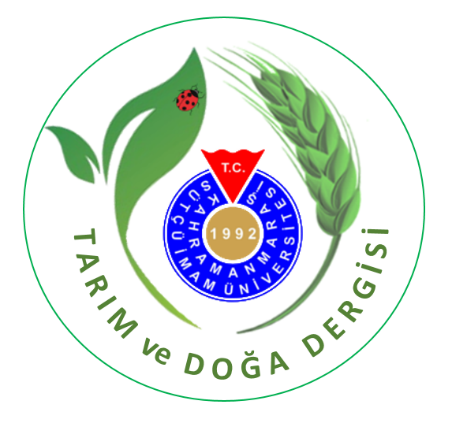 T.C.
KAHRAMANMARAŞ
SÜTÇÜ İMAM ÜNİVERSİTESİ
1992
TARIM ve DOĞA DERGİSİ